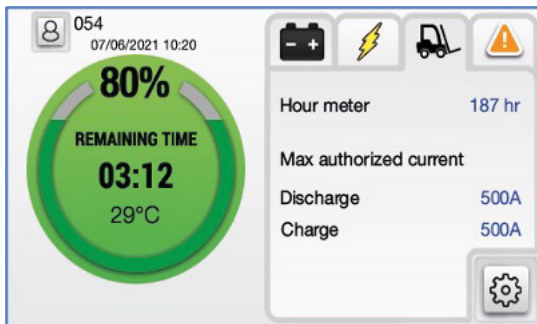 054
07/06/2021 10:20
80%
REMAINING TIME
03:12
29°C
Hour meter 187 hr
Max authorized current
Discharge 500A
Charge 500A